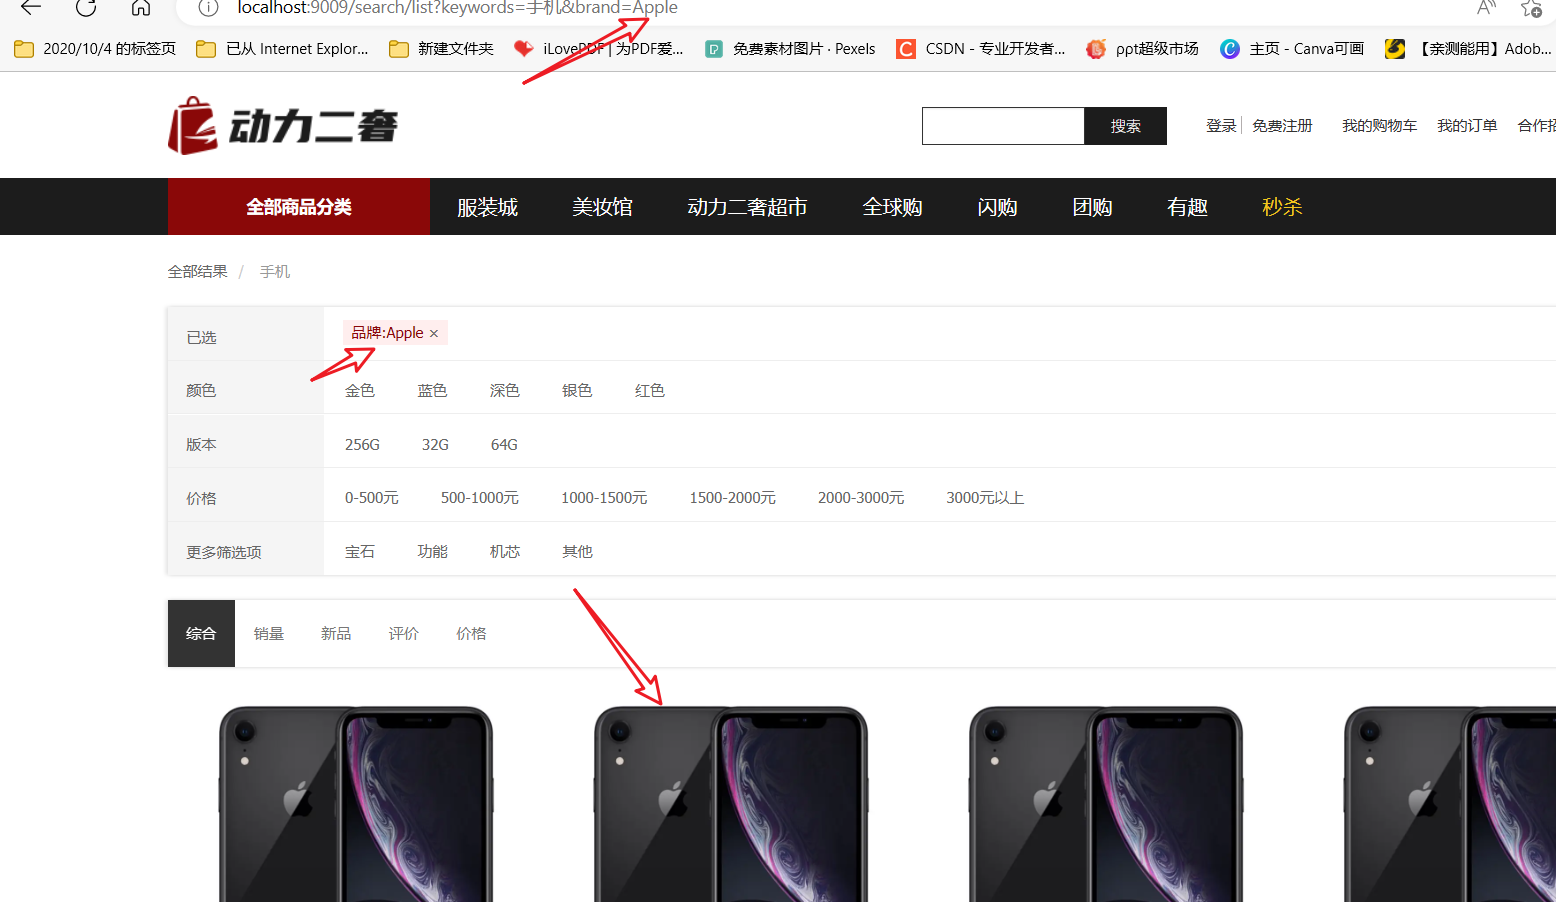 localhost:9009/search/list?keywords=手机&brand=Apple
2020/10/4 的标签页 已从 Internet Explor... 新建文件夹 iLovePDF | 为PDF爱... 免费素材图片 · Pexels CSDN - 专业开发者... ppt超级市场 主页 - Canva可画 【亲测能用】Adob...
动力二奢 搜索 登录 免费注册 我的购物车 我的订单 合作招
全部商品分类 服装城 美妆馆 动力二奢超市 全球购 闪购 团购 有趣 秒杀
全部结果 / 手机
已选 品牌:Apple ×
颜色 金色 蓝色 深色 银色 红色
版本 256G 32G 64G
价格 0-500元 500-1000元 1000-1500元 1500-2000元 2000-3000元 3000元以上
更多筛选项 宝石 功能 机芯 其他
综合 销量 新品 评价 价格